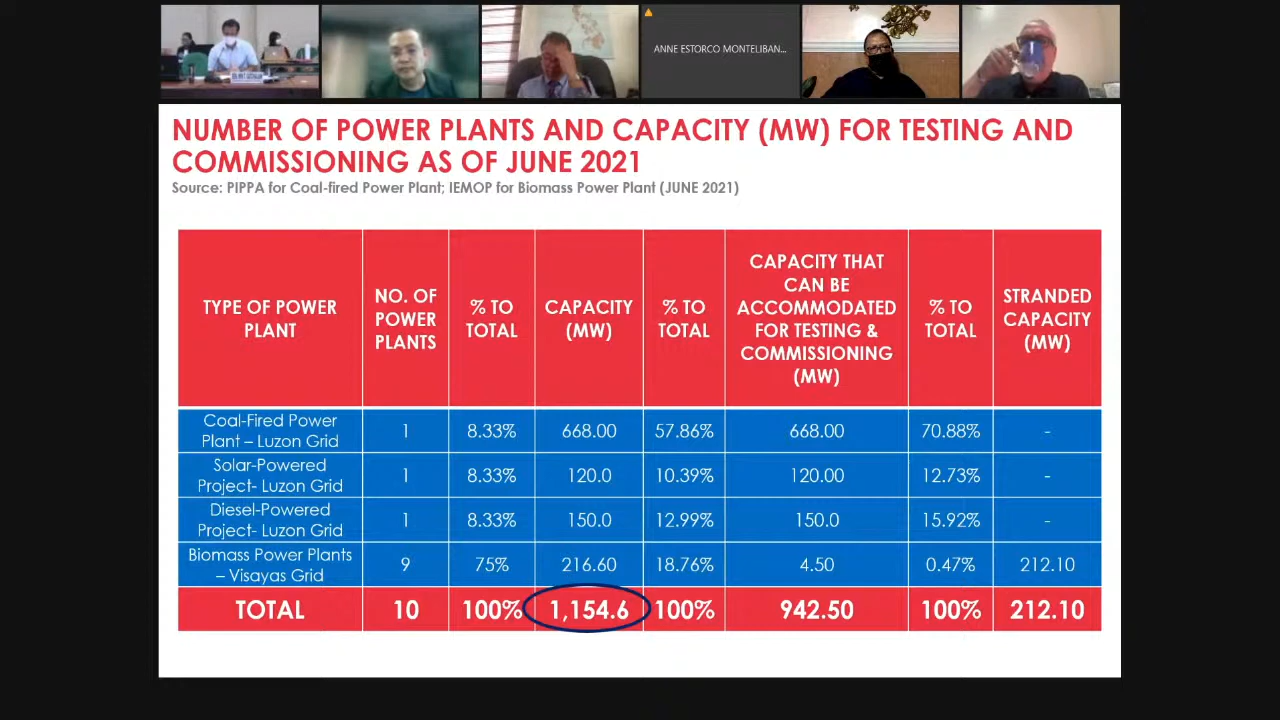 ANNE ESTORCO MONTELIBAN...
NUMBER OF POWER PLANTS AND CAPACITY (MW) FOR TESTING AND
COMMISSIONING AS OF JUNE 2021
Source: PIPPA for Coal-fired Power Plant; IEMOP for Biomass Power Plant (JUNE 2021)
TYPE OF POWER
PLANT
NO. OF
POWER
PLANTS
% TO
TOTAL
CAPACITY
(MW)
% TO
TOTAL
CAPACITY THAT
CAN BE
ACCOMMODATED
FOR TESTING &
COMMISSIONING
(MW)
% TO
TOTAL
STRANDED
CAPACITY
(MW)
Coal-Fired Power
Plant – Luzon Grid
1 8.33% 668.00 57.86% 668.00 70.88% -
Solar-Powered
Project- Luzon Grid
1 8.33% 120.0 10.39% 120.00 12.73% -
Diesel-Powered
Project- Luzon Grid
1 8.33% 150.0 12.99% 150.0 15.92% -
Biomass Power Plants
– Visayas Grid
9 75% 216.60 18.76% 4.50 0.47% 212.10
TOTAL 10 100% 1,154.6 100% 942.50 100% 212.10